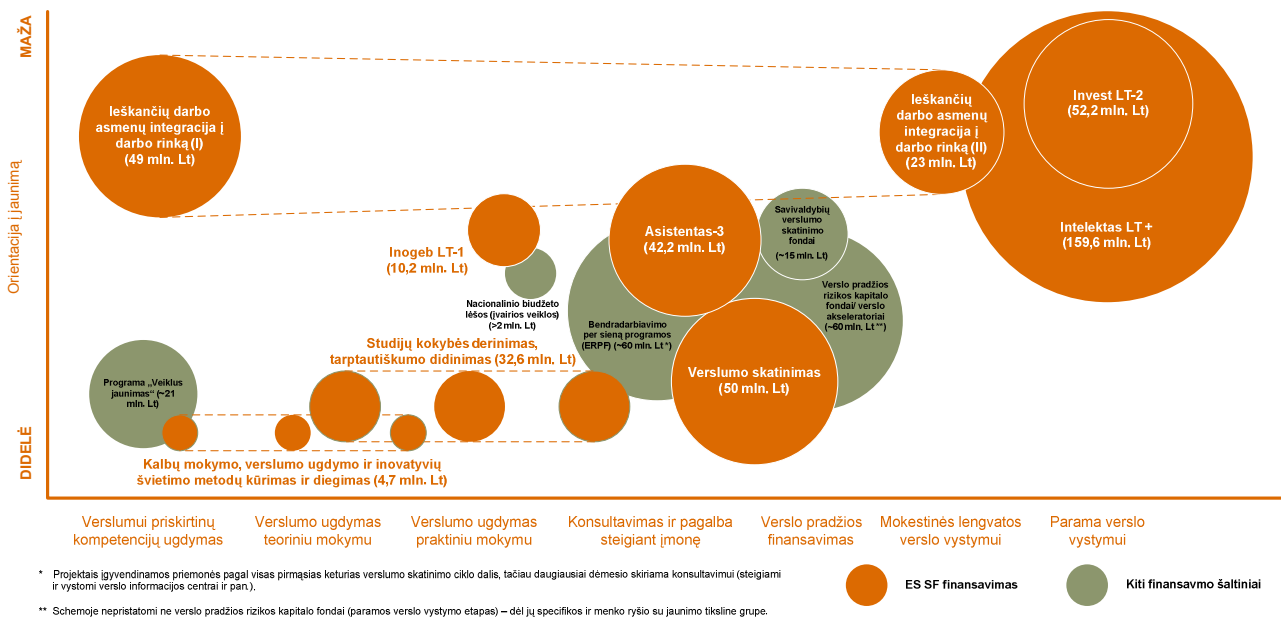 MAŽA
Orientacija į jaunimą
DIDELĖ
Ieškančių darbo
asmenų integracija į
darbo rinką (I)
(49 mln. Lt)
Programa „Veiklus
jaunimas“ (~21
mln. Lt)
Kalbų mokymo, verslumo ugdymo ir inovatyvių
švietimo metodų kūrimas ir diegimas (4,7 mln. Lt)
Inogeb LT-1
(10,2 mln. Lt)
Nacionalinio biudžeto
lėšos (įvairios veiklos)
(>2 mln. Lt)
Studijų kokybės derinimas,
tarptautiškumo didinimas (32,6 mln. Lt)
Asistentas-3
(42,2 mln. Lt)
Bendradarbiavimo
per sieną programos
(ERPF) (~60 mln. Lt *)
Verslumo skatinimas
(50 mln. Lt)
Savivaldybių
verslumo
skatinimo
fondai
(~15 mln. Lt)
Verslo pradžios
rizikos kapitalo
fondai/ verslo
akseleratoriai
(~60 mln. Lt **)
Ieškančių
darbo asmenų
integracija į
darbo rinką (II)
(23 mln. Lt)
Invest LT-2
(52,2 mln. Lt)
Intelektas LT +
(159,6 mln. Lt)
Verslumui priskirtinų
kompetencijų ugdymas
Verslumo ugdymas
teoriniu mokymu
Verslumo ugdymas
praktiniu mokymu
Konsultavimas ir pagalba
steigiant įmonę
Verslo pradžios
finansavimas
Mokestinės lengvatos
verslo vystymui
Parama verslo
vystymui
* Projektais įgyvendinamos priemonės pagal visas pirmąsias keturias verslumo skatinimo ciklo dalis, tačiau daugiausiai dėmesio skiriama konsultavimui (steigiami
ir vystomi verslo informacijos centrai ir pan.).
** Schemoje nepristatomi ne verslo pradžios rizikos kapitalo fondai (paramos verslo vystymo etapas) – dėl jų specifikos ir menko ryšio su jaunimo tiksline grupe.
ES SF finansavimas
Kiti finansavmo šaltiniai